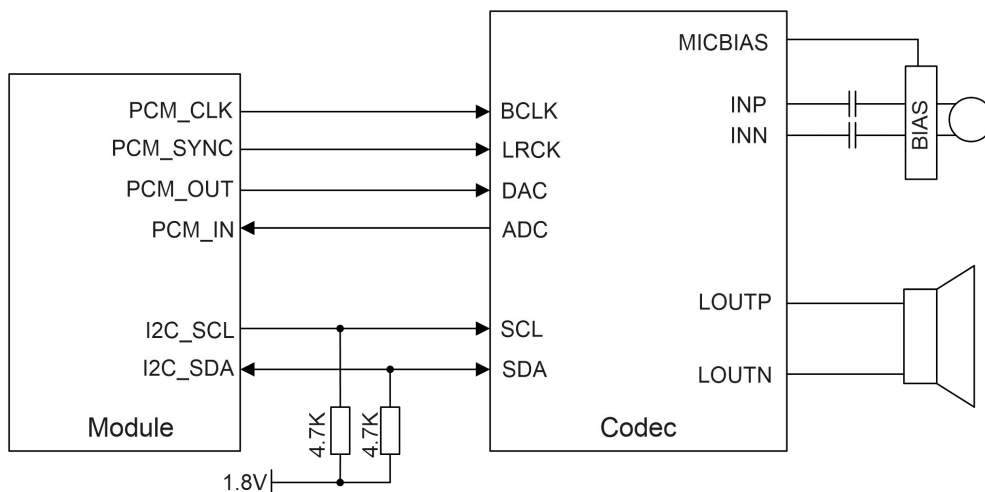 MICBIAS
PCM_CLK
BCLK
INP
PCM_SYNC
LRCK
INN
BIAS
PCM_OUT
DAC
PCM_IN
ADC
LOUTP
I2C_SCL
SCL
I2C_SDA
SDA
LOUTN
Module
4.7K
4.7K
Codec
1.8V